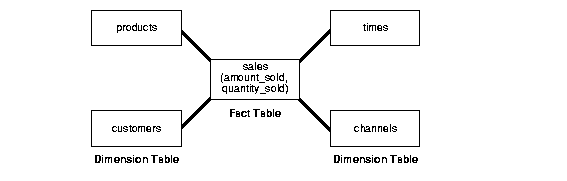 products
times
sales
(amount_sold,
quantity_sold)
Fact Table
customers
channels
Dimension Table
Dimension Table